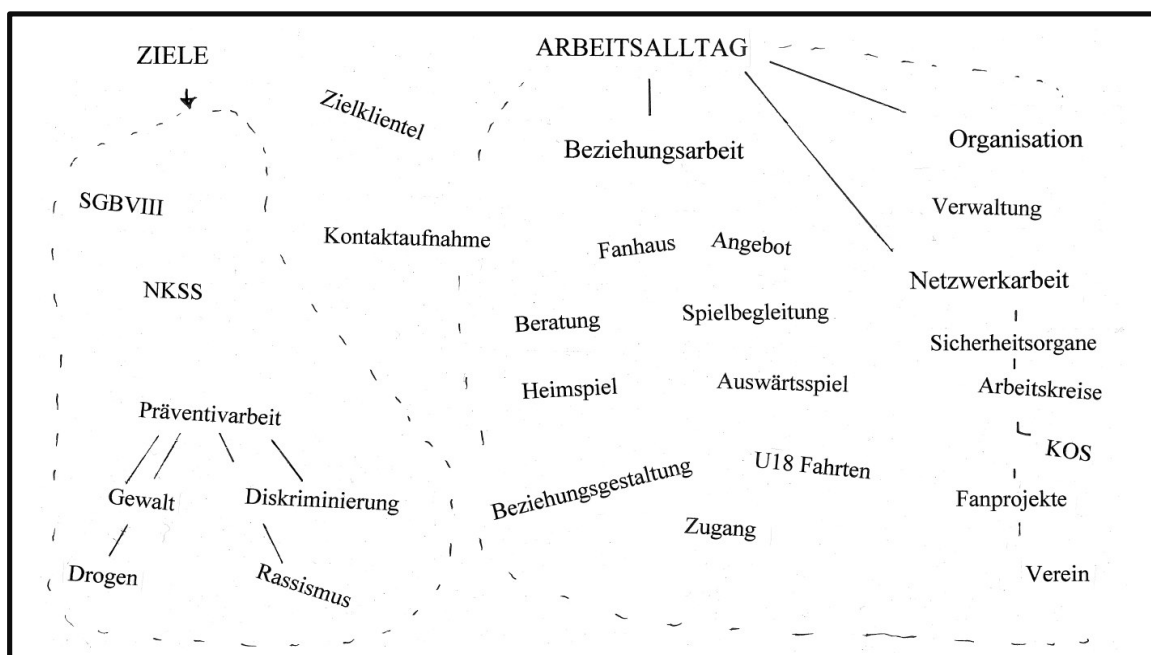 ZIELE
SGBVIII
NKSS
Präventivarbeit
Gewalt
Diskriminierung
Drogen
Rassismus
Zielklientel
Kontaktaufnahme
ARBEITSALLTAG
Beziehungsarbeit
Fanhaus
Angebot
Beratung
Spielbegleitung
Heimspiel
Auswärtsspiel
Beziehungsgestaltung
U18 Fahrten
Zugang
Organisation
Verwaltung
Netzwerkarbeit
Sicherheitsorgane
Arbeitskreise
KOS
Fanprojekte
Verein